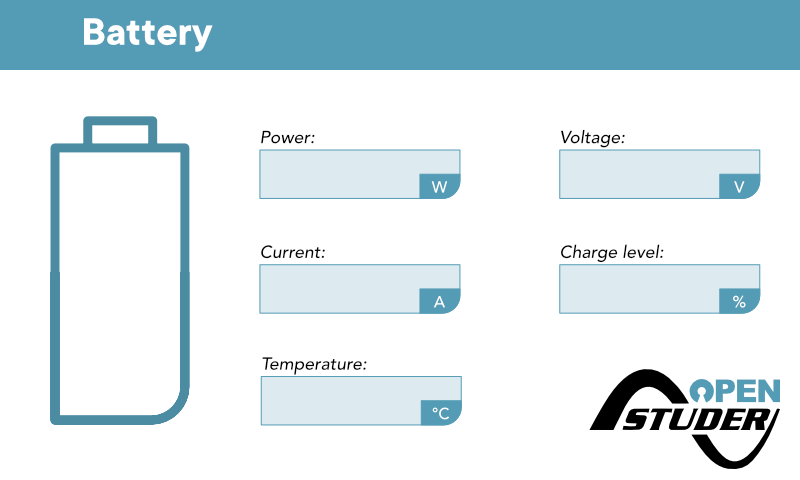 Battery
Power:
W
Voltage:
V
Current:
A
Charge level:
%
Temperature:
°C
OPEN
STUDER